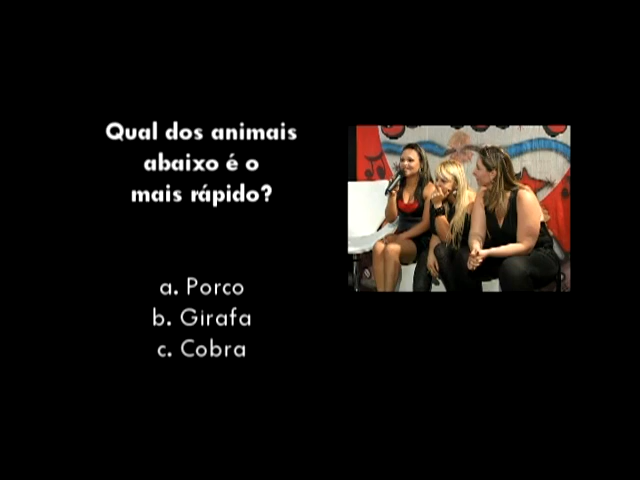 Qual dos animais
abaixo é o
mais rápido?
a. Porco
b. Girafa
c. Cobra